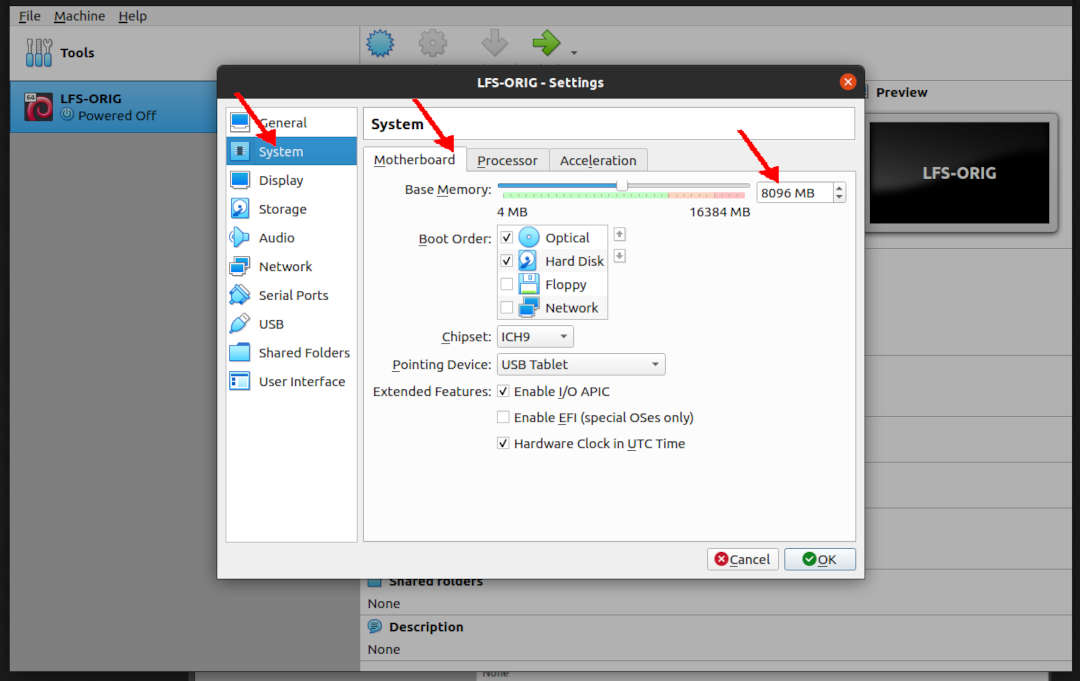 File Machine Help
Tools
64
LFS-ORIG
Powered Off
LFS-ORIG - Settings
General
System
Display
Storage
Audio
Network
Serial Ports
USB
Shared Folders
User Interface
System
Motherboard Processor Acceleration
Base Memory: 8096 MB
4 MB 16384 MB
Boot Order: Optical
Hard Disk
Floppy
Network
Chipset: ICH9
Pointing Device: USB Tablet
Extended Features: Enable I/O APIC
Enable EFI (special OSes only)
Hardware Clock in UTC Time
Cancel OK
Preview
LFS-ORIG
Shared folders
None
Description
None
None